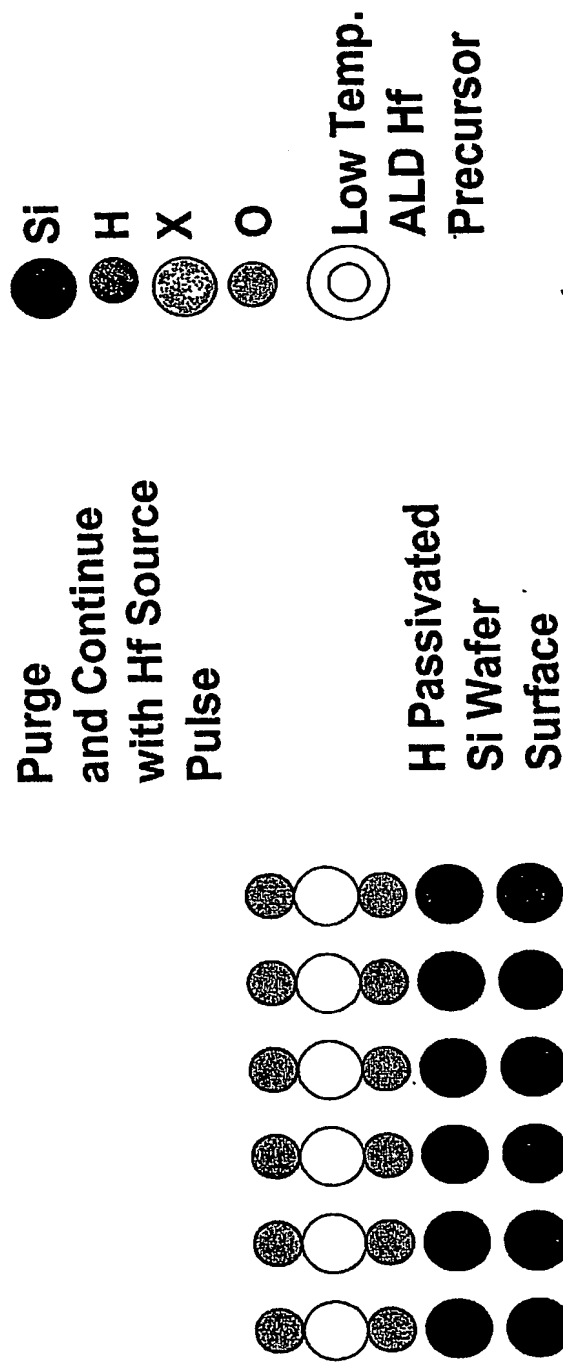 Purge
and Continue
with Hf Source
Pulse
H Passivated
Si Wafer
Surface
Si
H
X
O
Low Temp.
ALD Hf
Precursor